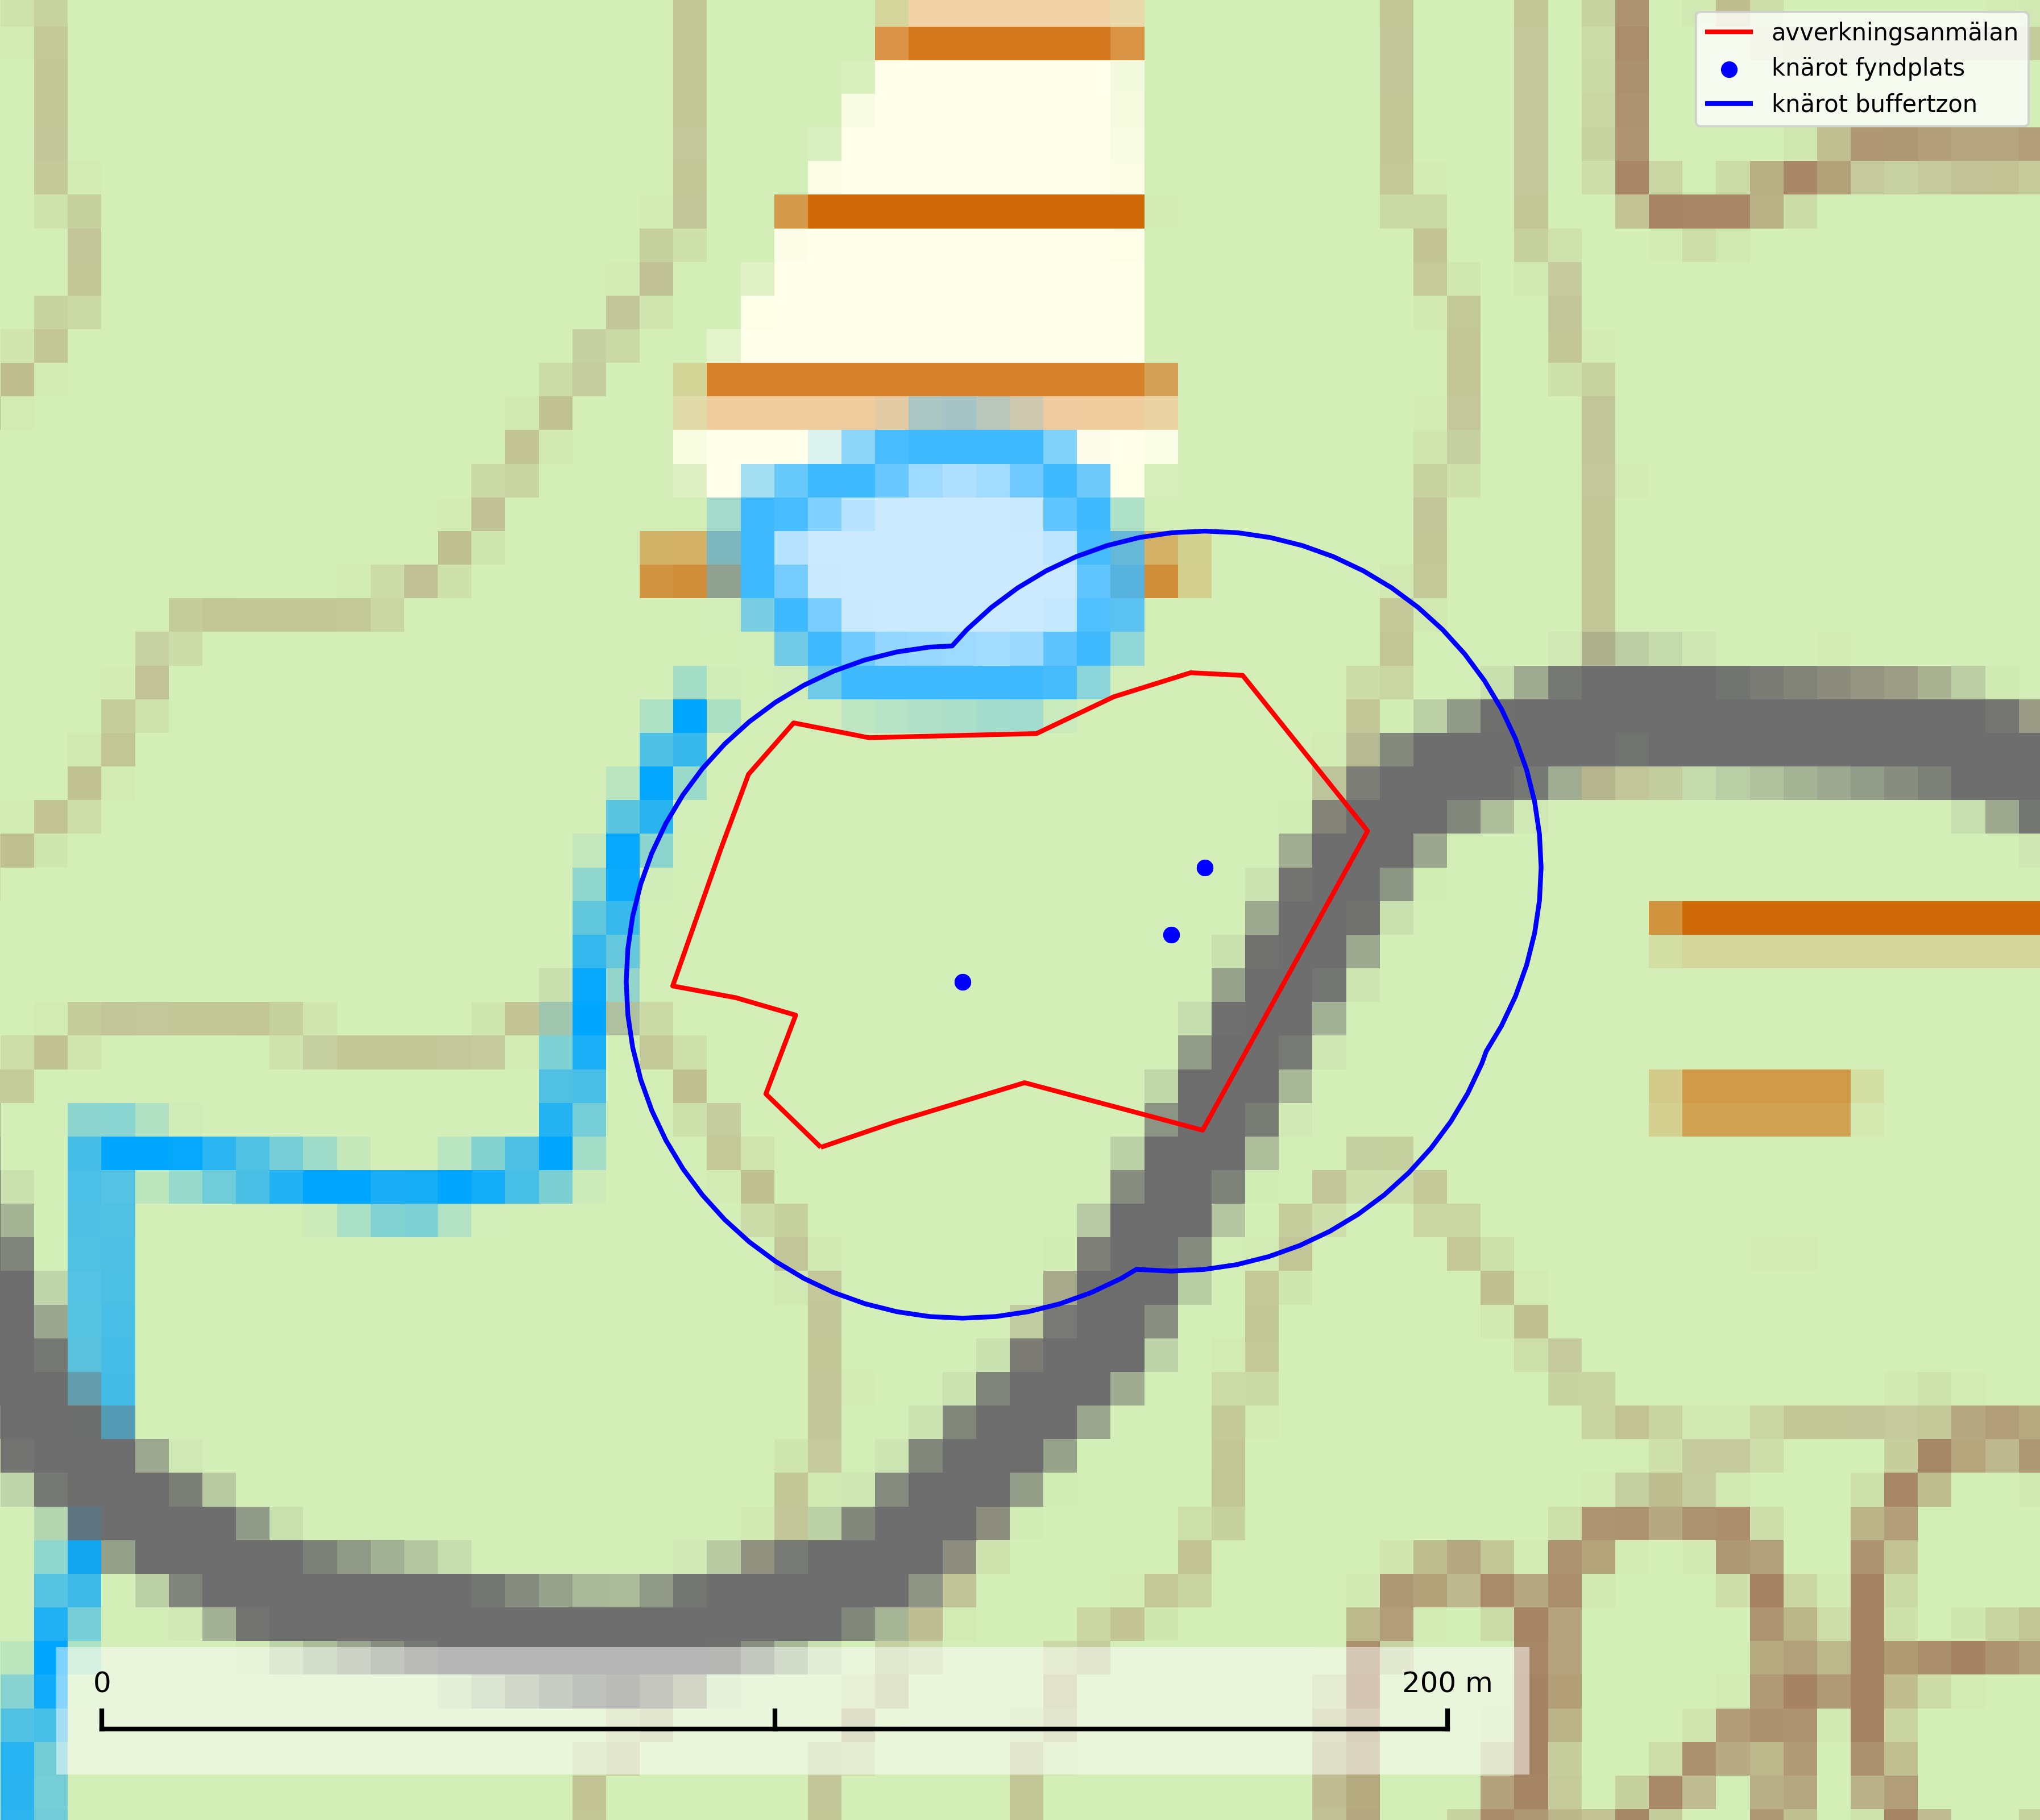 avverkningsanmälan
knärot fyndplats
knärot buffertzon
0
200 m